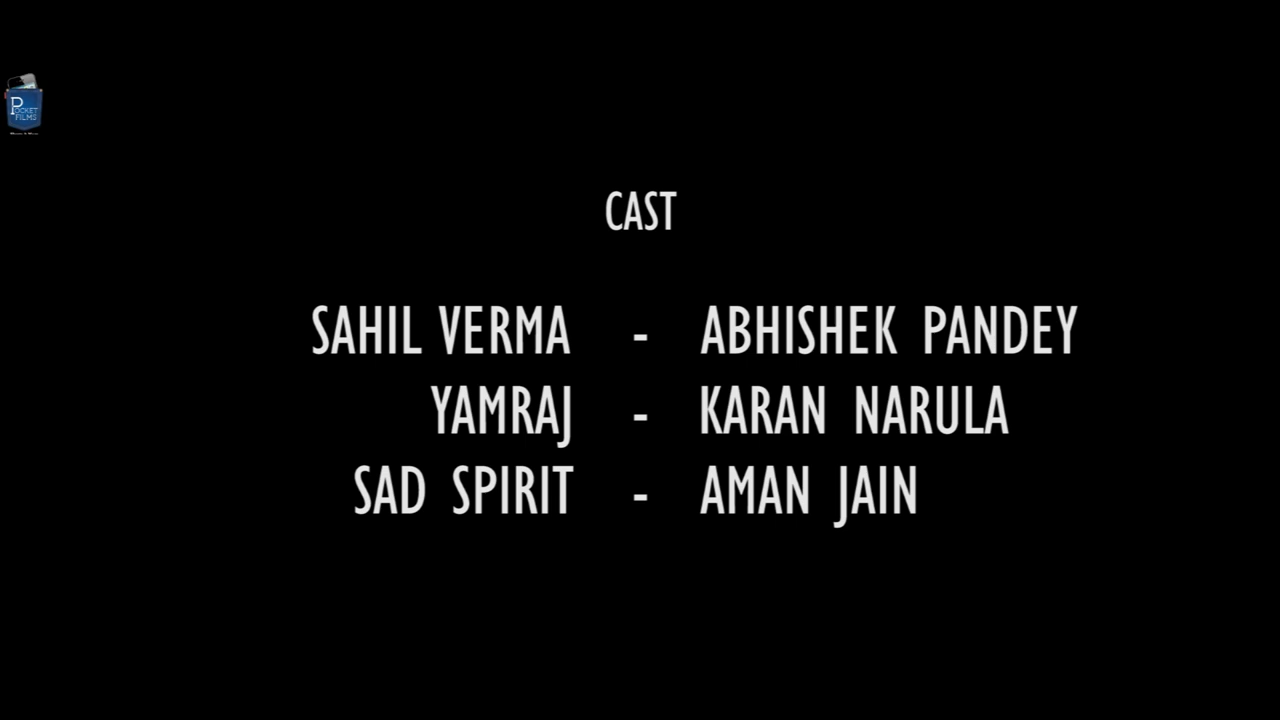 POCKET
FILMS
CAST
SAHIL VERMA - ABHISHEK PANDEY
YAMRAJ - KARAN NARULA
SAD SPIRIT - AMAN JAIN